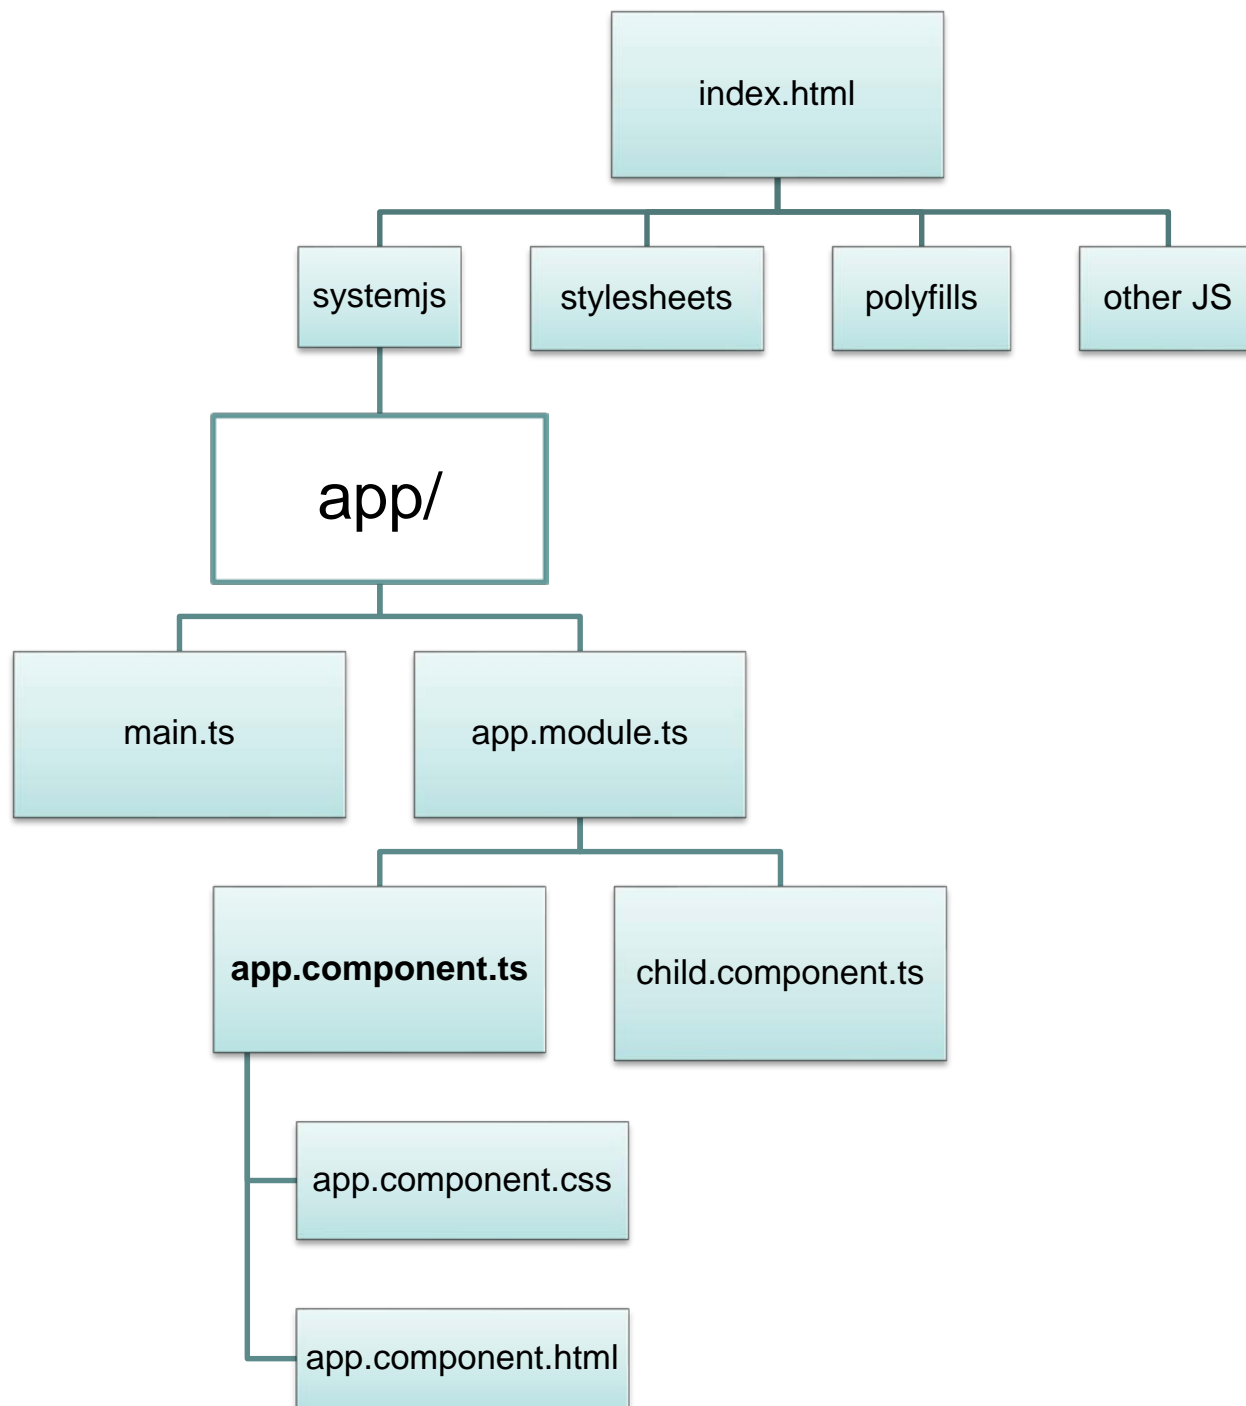 index.html
systemjs
stylesheets
polyfills
other JS
app/
main.ts
app.module.ts
app.component.ts
child.component.ts
app.component.css
app.component.html